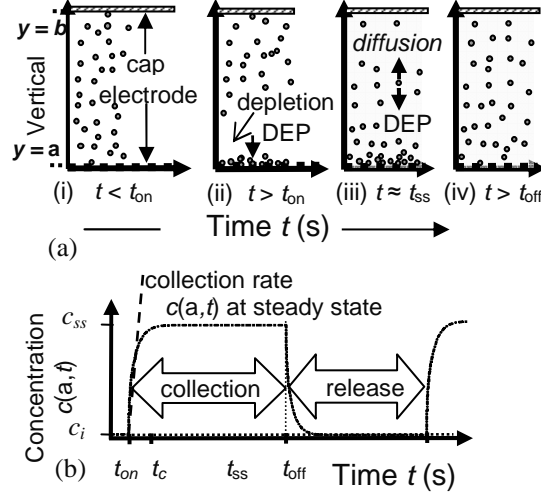 y = b
cap
electrode
Vertical
y = a
depletion
DEP
diffusion
DEP
(i) t < ton
(ii) t > ton
(iii) t ≈ tss
(iv) t > toff
(a)
Time t (s)
collection rate
c(a,t) at steady state
css
Concentration
c(a,t)
collection
release
ci
(b)
ton
tc
tss
toff
Time t (s)